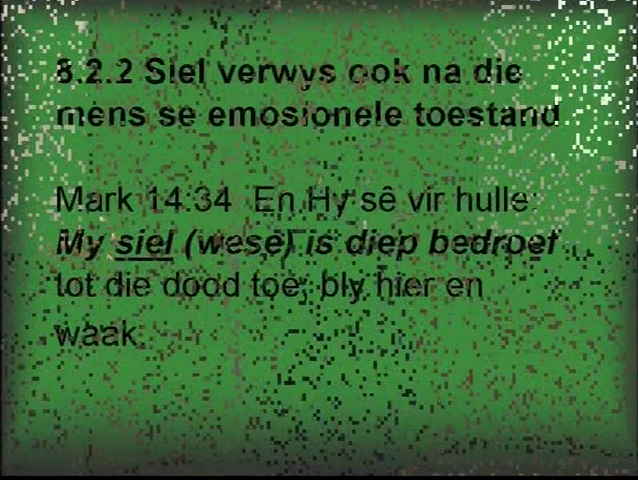 8.2.2 Siel verwys ook na die
mens se emosionele toestand
Mark 14:34 En Hy sê vir hulle:
My siel (wese) is diep bedroef
tot die dood toe; bly hier en
waak.